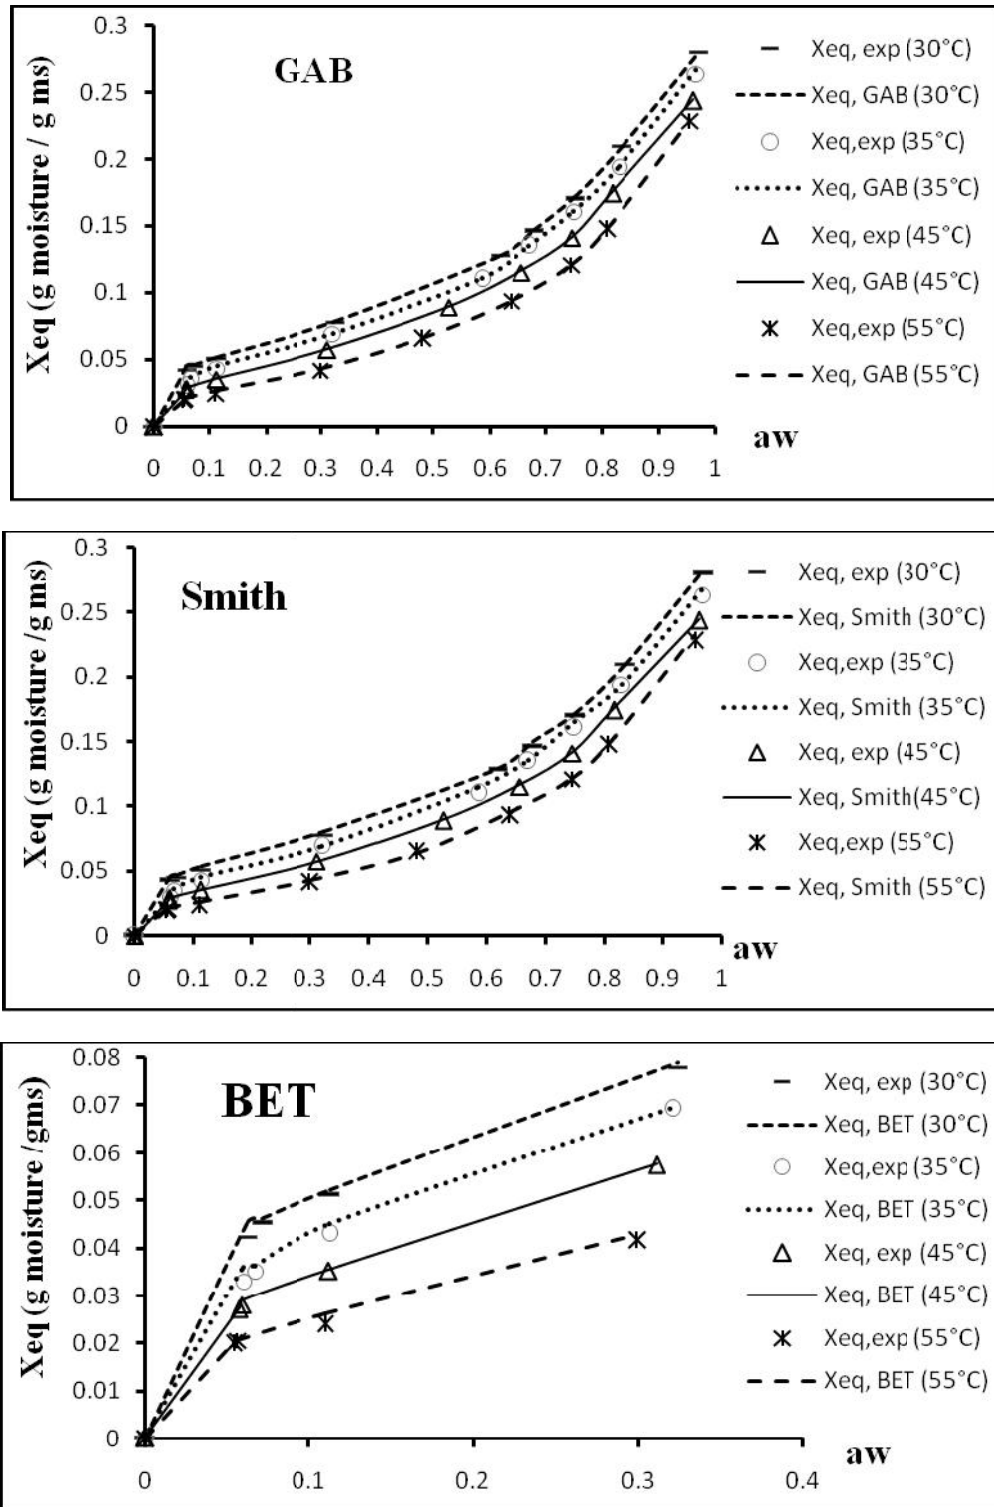 GAB
Xeq (g moisture / g ms)
0.3
0.25
0.2
0.15
0.1
0.05
0
0 0.1 0.2 0.3 0.4 0.5 0.6 0.7 0.8 0.9 1
aw
Xeq, exp (30°C)
Xeq, GAB (30°C)
Xeq,exp (35°C)
Xeq, GAB (35°C)
Xeq, exp (45°C)
Xeq, GAB (45°C)
Xeq,exp (55°C)
Xeq, GAB (55°C)
Smith
Xeq (g moisture /g ms)
0.3
0.25
0.2
0.15
0.1
0.05
0
0 0.1 0.2 0.3 0.4 0.5 0.6 0.7 0.8 0.9 1
aw
Xeq, exp (30°C)
Xeq, Smith (30°C)
Xeq,exp (35°C)
Xeq, Smith (35°C)
Xeq, exp (45°C)
Xeq, Smith(45°C)
Xeq,exp (55°C)
Xeq, Smith (55°C)
BET
Xeq (g moisture /gms)
0.08
0.07
0.06
0.05
0.04
0.03
0.02
0.01
0
0 0.1 0.2 0.3 0.4
aw
Xeq, exp (30°C)
Xeq, BET (30°C)
Xeq,exp (35°C)
Xeq, BET (35°C)
Xeq, exp (45°C)
Xeq, BET (45°C)
Xeq,exp (55°C)
Xeq, BET (55°C)